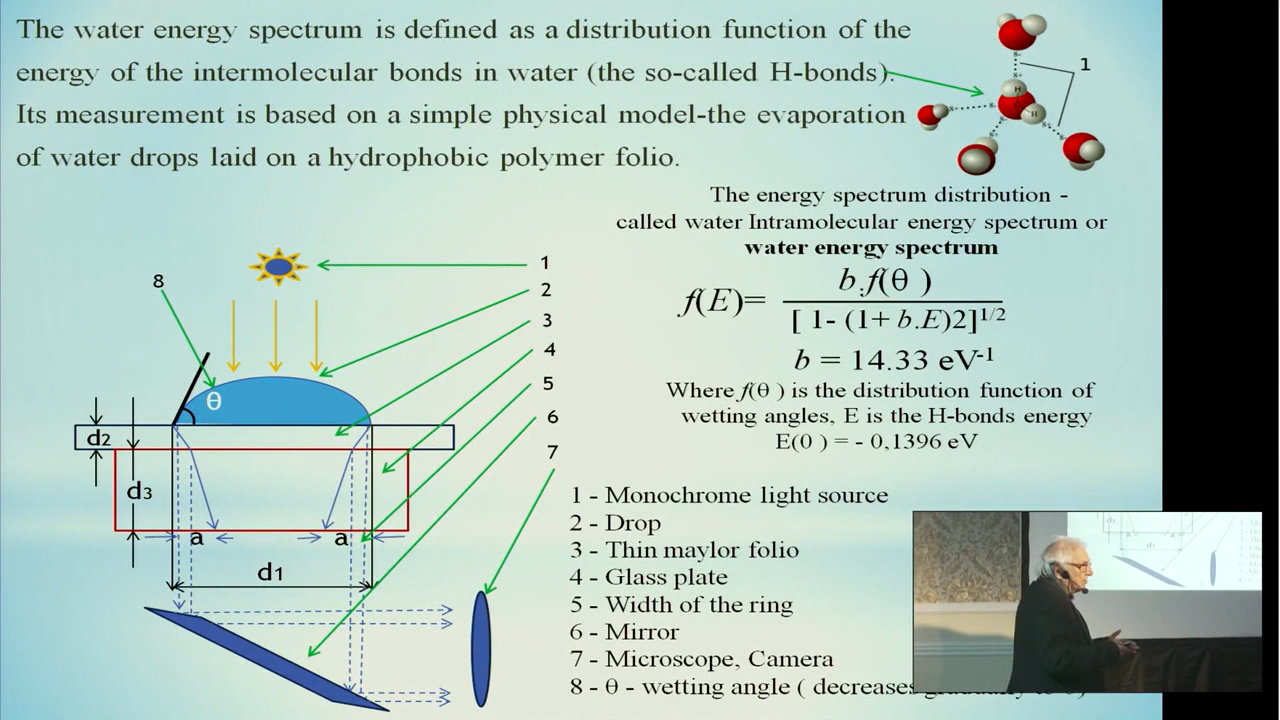 The water energy spectrum is defined as a distribution function of the
energy of the intermolecular bonds in water (the so-called H-bonds).
Its measurement is based on a simple physical model-the evaporation
of water drops laid on a hydrophobic polymer folio.
1
The energy spectrum distribution -
called water Intramolecular energy spectrum or
water energy spectrum
f(E)= b.f(θ ) / [ 1- (1+ b.E)2]^1/2
b = 14.33 eV^-1
Where f(θ ) is the distribution function of
wetting angles, E is the H-bonds energy
E(0 ) = - 0,1396 eV
8
1
2
3
4
5
6
7
θ
d2
d3
a
a
d1
1 - Monochrome light source
2 - Drop
3 - Thin maylor folio
4 - Glass plate
5 - Width of the ring
6 - Mirror
7 - Microscope, Camera
8 - θ - wetting angle ( decreases gradually to 0)